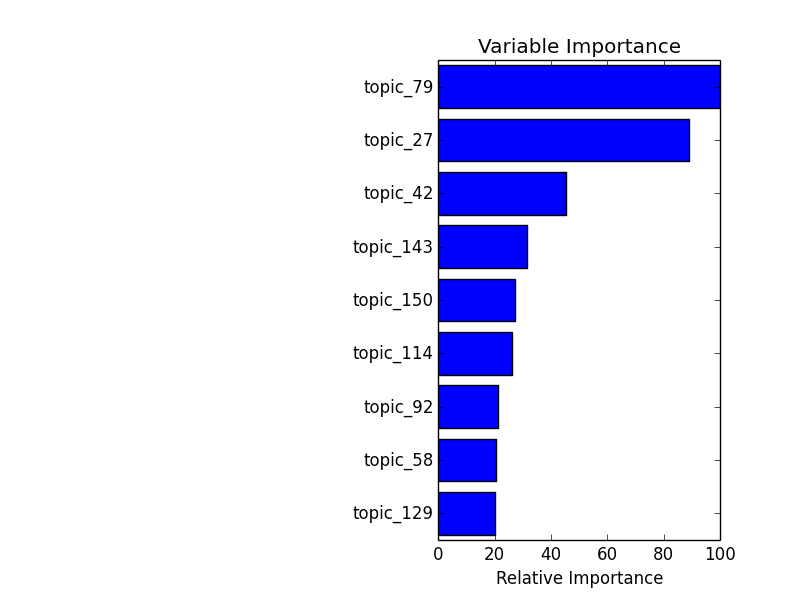 Variable Importance
topic_79
topic_27
topic_42
topic_143
topic_150
topic_114
topic_92
topic_58
topic_129
0 20 40 60 80 100
Relative Importance